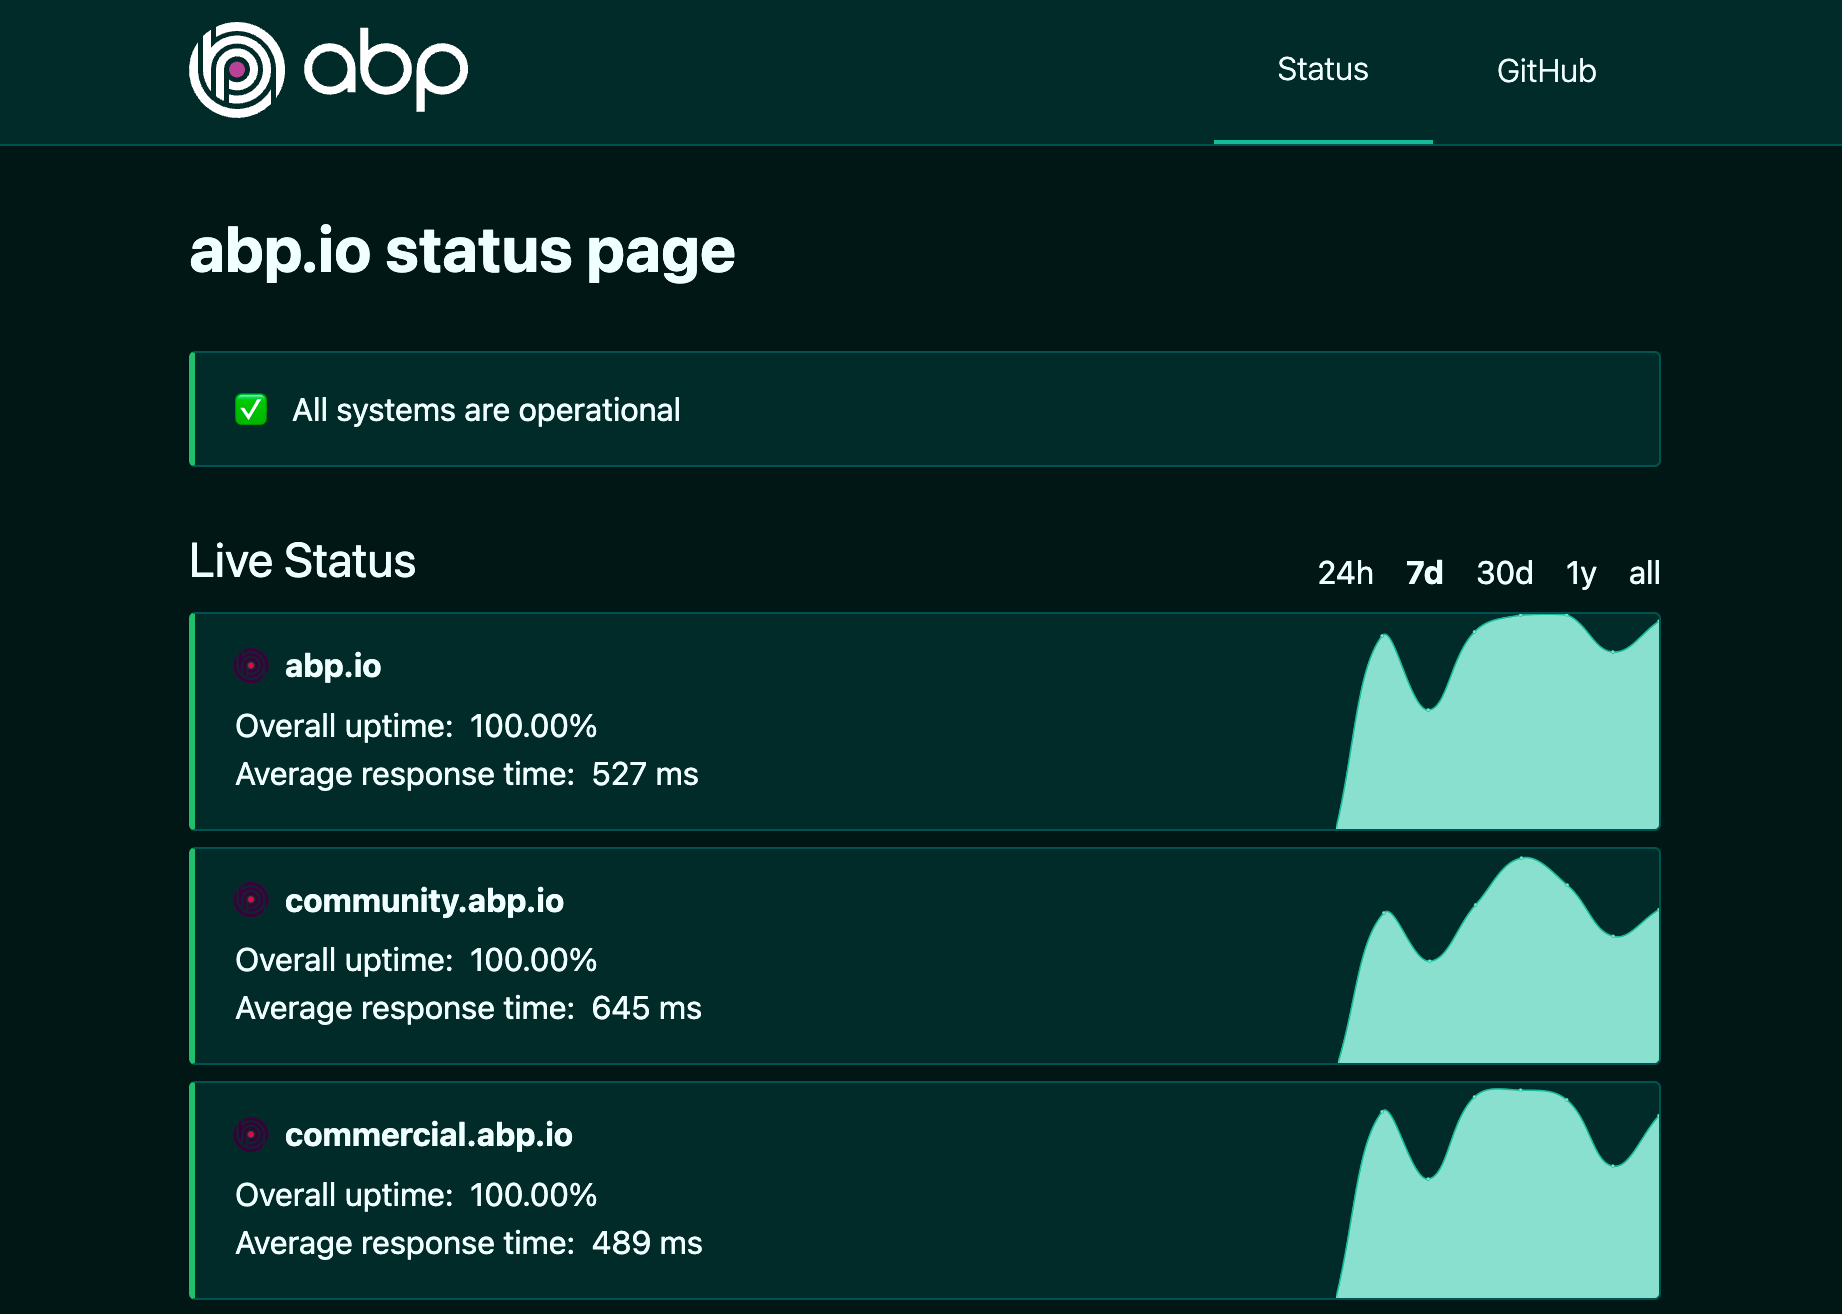 abp
Status
GitHub
abp.io status page
✅ All systems are operational
Live Status
24h 7d 30d 1y all
abp.io
Overall uptime: 100.00%
Average response time: 527 ms
community.abp.io
Overall uptime: 100.00%
Average response time: 645 ms
commercial.abp.io
Overall uptime: 100.00%
Average response time: 489 ms